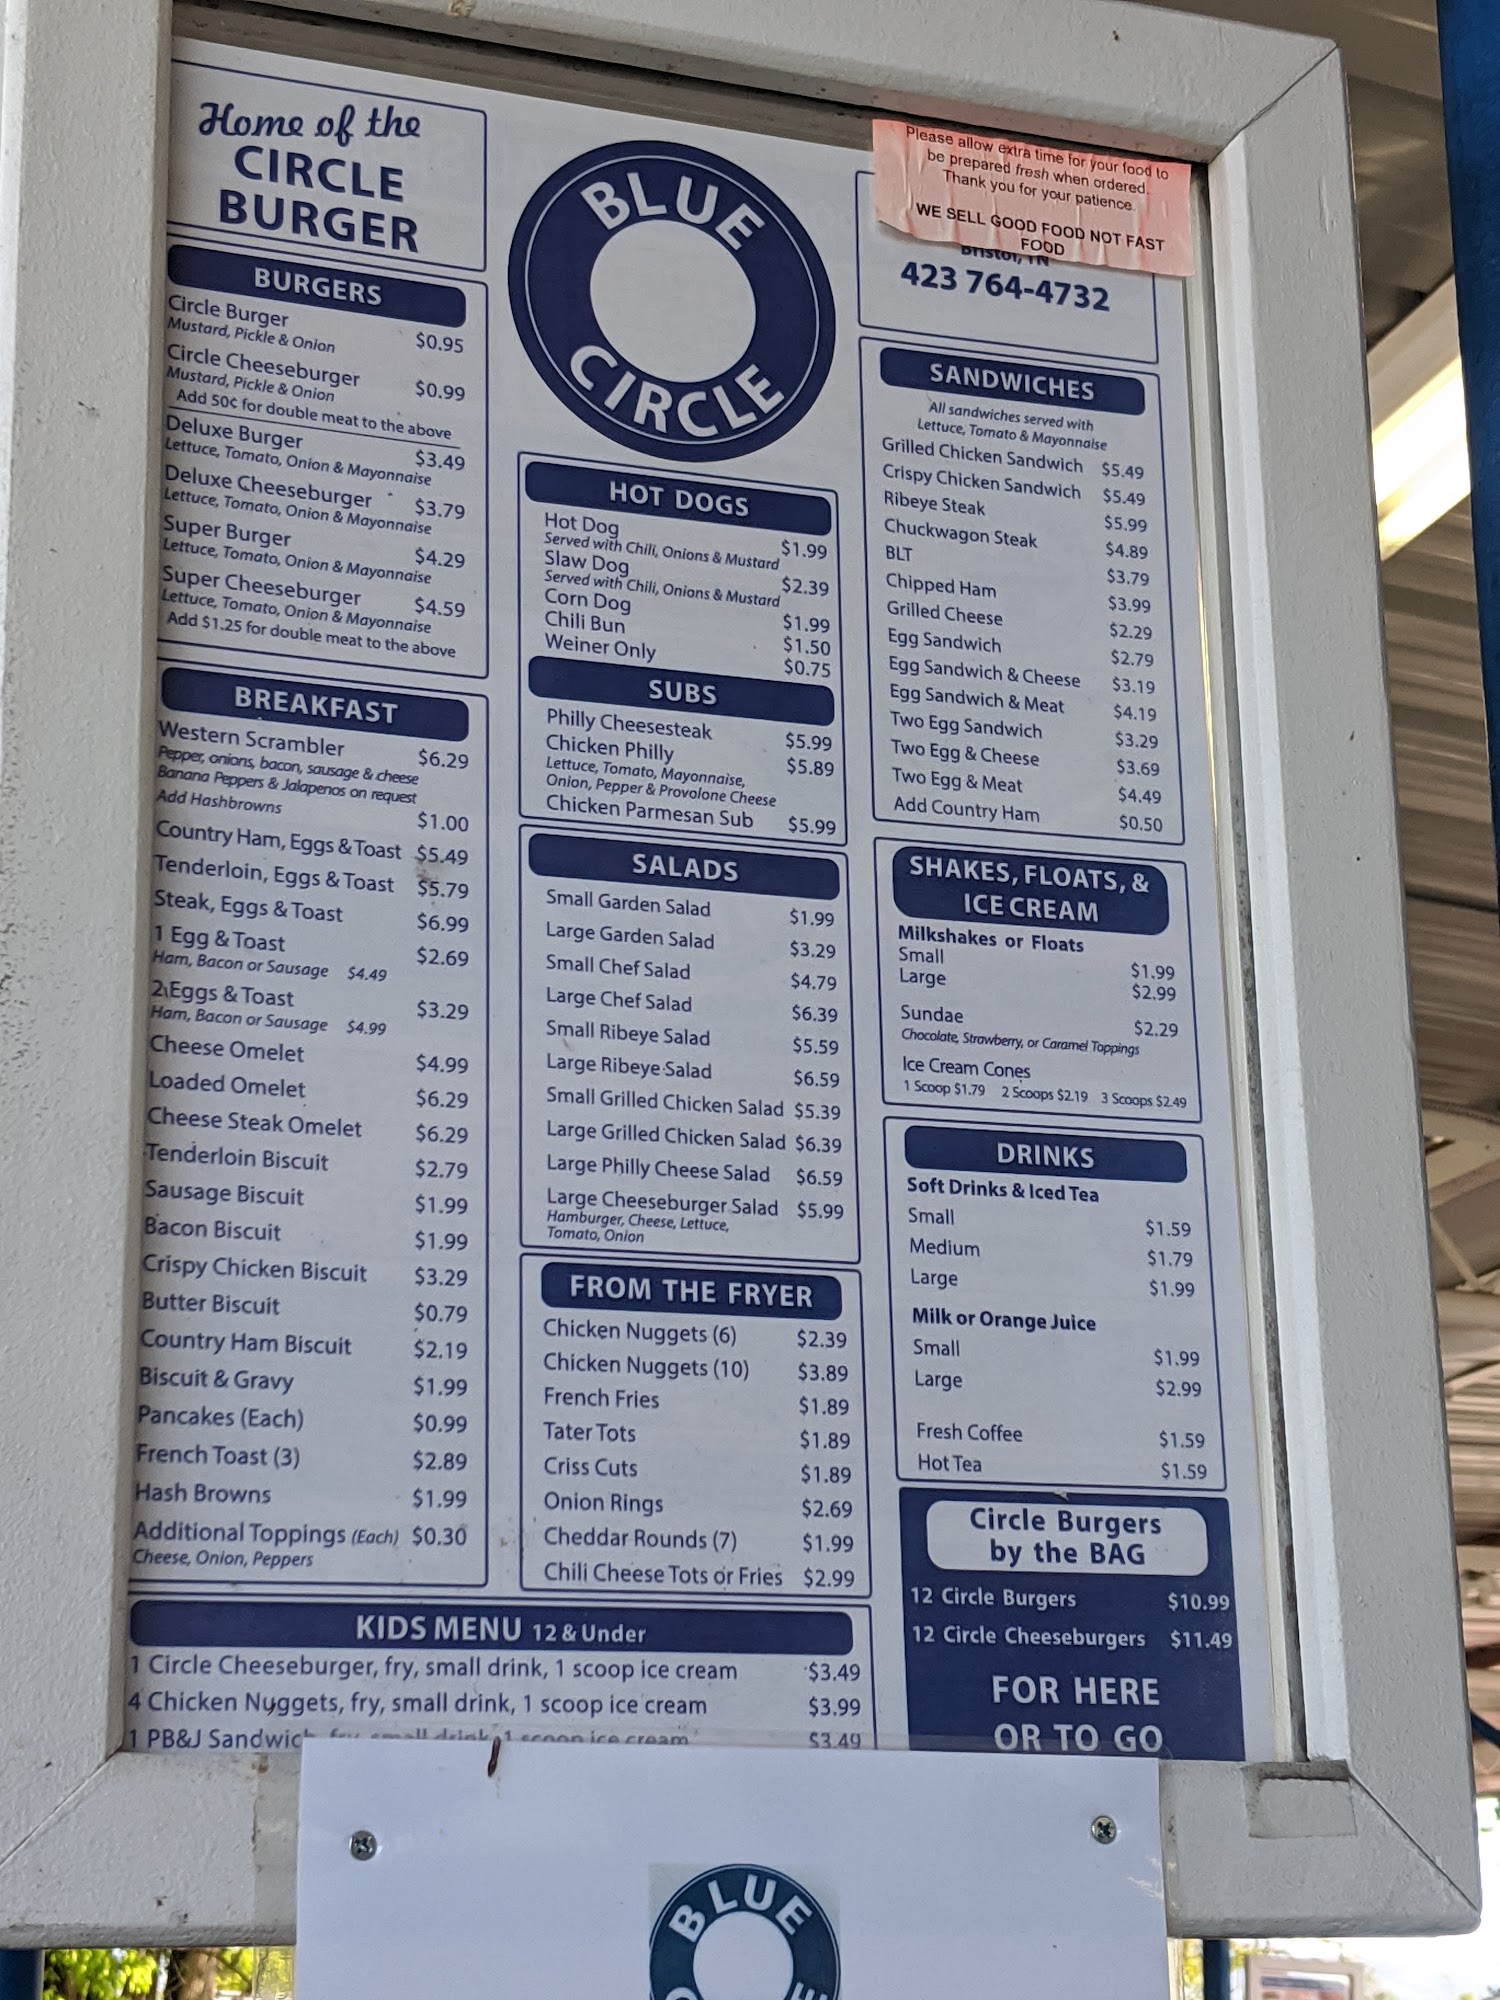 Home of the
CIRCLE
BURGER
BURGERS
Circle Burger $0.95
Mustard, Pickle & Onion
Circle Cheeseburger $0.99
Mustard, Pickle & Onion
Add 50¢ for double meat to the above
Deluxe Burger $3.49
Lettuce, Tomato, Onion & Mayonnaise
Deluxe Cheeseburger $3.79
Lettuce, Tomato, Onion & Mayonnaise
Super Burger $4.29
Lettuce, Tomato, Onion & Mayonnaise
Super Cheeseburger $4.59
Lettuce, Tomato, Onion & Mayonnaise
Add $1.25 for double meat to the above
BREAKFAST
Western Scrambler $6.29
Pepper, onions, bacon, sausage & cheese
Banana Peppers & Jalapenos on request
Add Hashbrowns $1.00
Country Ham, Eggs & Toast $5.49
Tenderloin, Eggs & Toast $5.79
Steak, Eggs & Toast $6.99
1 Egg & Toast $2.69
Ham, Bacon or Sausage $4.49
2 Eggs & Toast $3.29
Ham, Bacon or Sausage $4.99
Cheese Omelet $4.99
Loaded Omelet $6.29
Cheese Steak Omelet $6.29
Tenderloin Biscuit $2.79
Sausage Biscuit $1.99
Bacon Biscuit $1.99
Crispy Chicken Biscuit $3.29
Butter Biscuit $0.79
Country Ham Biscuit $2.19
Biscuit & Gravy $1.99
Pancakes (Each) $0.99
French Toast (3) $2.89
Hash Browns $1.99
Additional Toppings (Each) $0.30
Cheese, Onion, Peppers
BLUE
CIRCLE
HOT DOGS
Hot Dog $1.99
Served with Chili, Onions & Mustard
Slaw Dog $2.39
Served with Chili, Onions & Mustard
Corn Dog $1.99
Chili Bun $1.50
Weiner Only $0.75
SUBS
Philly Cheesesteak $5.99
Chicken Philly $5.89
Lettuce, Tomato, Mayonnaise,
Onion, Pepper & Provolone Cheese
Chicken Parmesan Sub $5.99
SALADS
Small Garden Salad $1.99
Large Garden Salad $3.29
Small Chef Salad $4.79
Large Chef Salad $6.39
Small Ribeye Salad $5.59
Large Ribeye Salad $6.59
Small Grilled Chicken Salad $5.39
Large Grilled Chicken Salad $6.39
Large Philly Cheese Salad $6.59
Large Cheeseburger Salad $5.99
Hamburger, Cheese, Lettuce,
Tomato, Onion
FROM THE FRYER
Chicken Nuggets (6) $2.39
Chicken Nuggets (10) $3.89
French Fries $1.89
Tater Tots $1.89
Criss Cuts $1.89
Onion Rings $2.69
Cheddar Rounds (7) $1.99
Chili Cheese Tots or Fries $2.99
Please allow extra time for your food to
be prepared fresh when ordered.
Thank you for your patience.
WE SELL GOOD FOOD NOT FAST
FOOD
Bristol, TN
423 764-4732
SANDWICHES
All sandwiches served with
Lettuce, Tomato & Mayonnaise
Grilled Chicken Sandwich $5.49
Crispy Chicken Sandwich $5.49
Ribeye Steak $5.99
Chuckwagon Steak $4.89
BLT $3.79
Chipped Ham $3.99
Grilled Cheese $2.29
Egg Sandwich $2.79
Egg Sandwich & Cheese $3.19
Egg Sandwich & Meat $4.19
Two Egg Sandwich $3.29
Two Egg & Cheese $3.69
Two Egg & Meat $4.49
Add Country Ham $0.50
SHAKES, FLOATS, &
ICE CREAM
Milkshakes or Floats
Small $1.99
Large $2.99
Sundae $2.29
Chocolate, Strawberry, or Caramel Toppings
Ice Cream Cones
1 Scoop $1.79 2 Scoops $2.19 3 Scoops $2.49
DRINKS
Soft Drinks & Iced Tea
Small $1.59
Medium $1.79
Large $1.99
Milk or Orange Juice
Small $1.99
Large $2.99
Fresh Coffee $1.59
Hot Tea $1.59
Circle Burgers
by the BAG
12 Circle Burgers $10.99
12 Circle Cheeseburgers $11.49
FOR HERE
OR TO GO
KIDS MENU 12 & Under
1 Circle Cheeseburger, fry, small drink, 1 scoop ice cream $3.49
4 Chicken Nuggets, fry, small drink, 1 scoop ice cream $3.99
1 PB&J Sandwich, fry, small drink, 1 scoop ice cream $3.49
BLUE